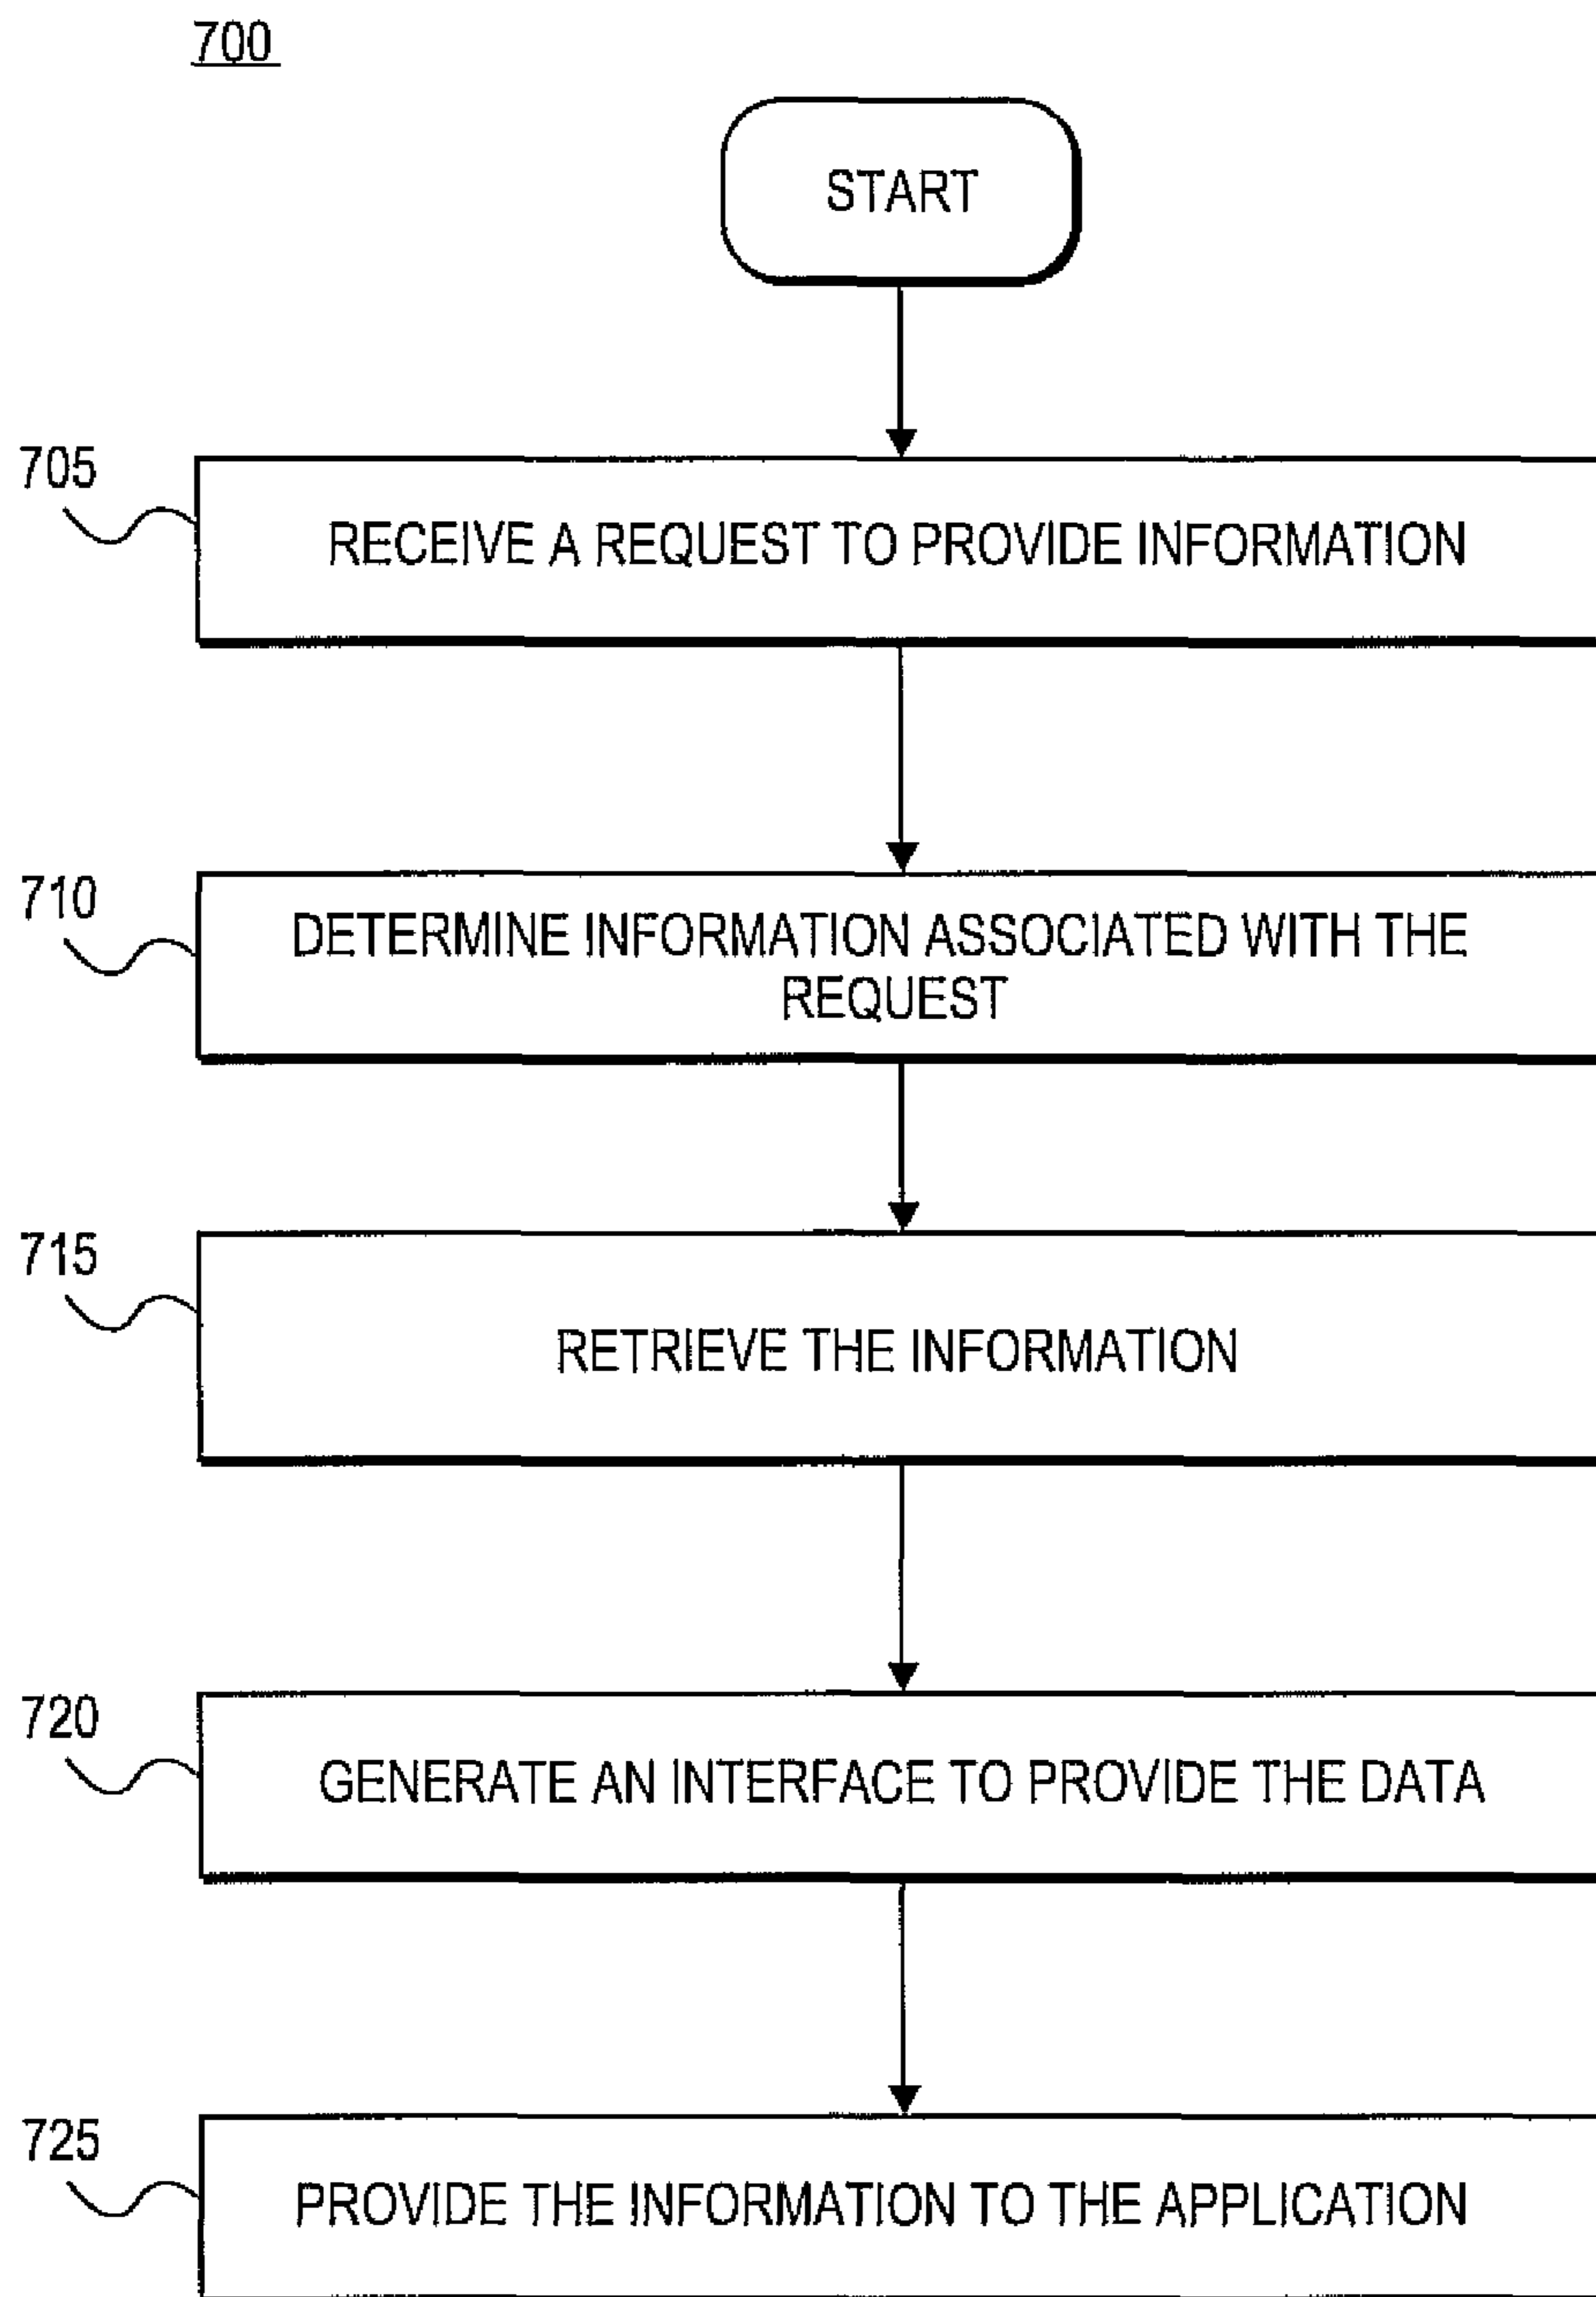 700
START
705
RECEIVE A REQUEST TO PROVIDE INFORMATION
710
DETERMINE INFORMATION ASSOCIATED WITH THE
REQUEST
715
RETRIEVE THE INFORMATION
720
GENERATE AN INTERFACE TO PROVIDE THE DATA
725
PROVIDE THE INFORMATION TO THE APPLICATION